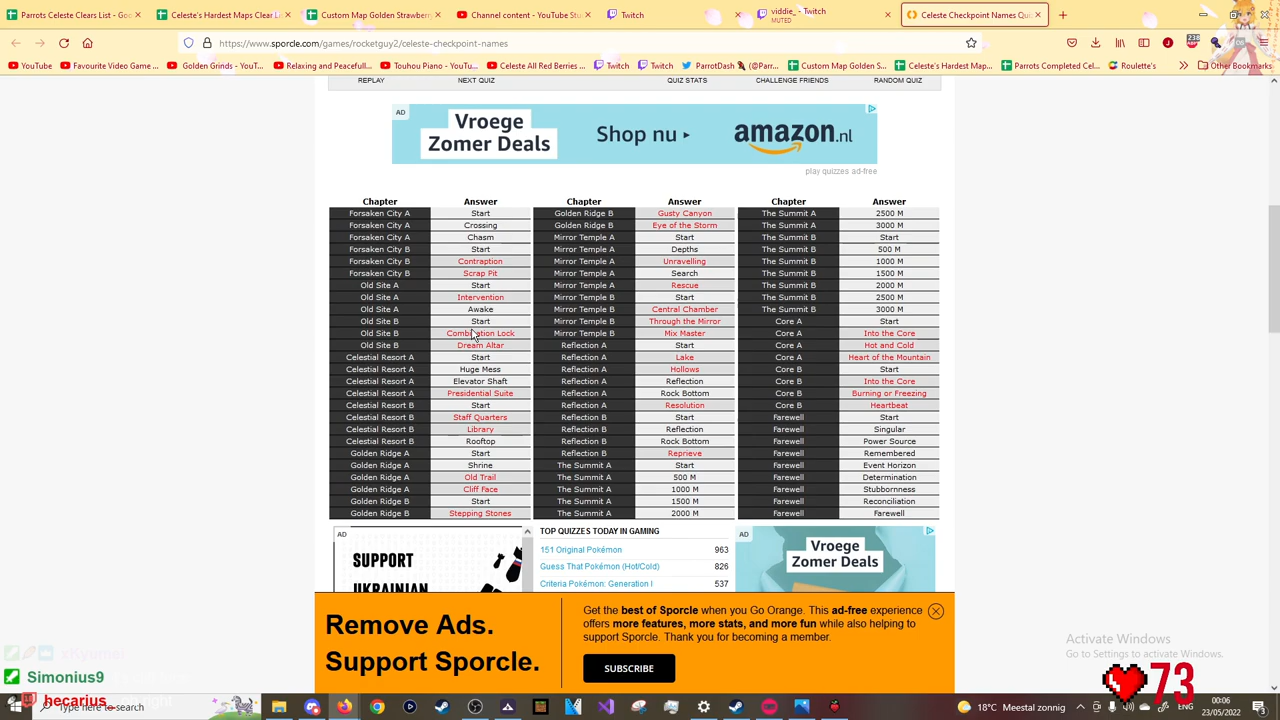 Parrots Clears List - Go
Celeste's Hardest Maps Clear Li
Custom Map Golden Strawberry
Channel content - YouTube Stu
Twitch
viddie_ - Twitch
MUTED
Celeste Checkpoint Names Qui
https://www.sporcle.com/games/rocketguy2/celeste-checkpoint-names
YouTube
Favourite Video Game ...
Golden Grinds - YouT...
Relaxing and Peacefull...
Touhou Piano - YouTu...
Celeste All Red Berries ...
Twitch
Twitch
ParrotDash (@Parr...
Custom Map Golden S...
Celeste's Hardest Map...
Parrots Completed Cel...
Roulette's
Other Bookmarks
REPLAY
NEXT QUIZ
QUIZ STATS
CHALLENGE FRIENDS
RANDOM QUIZ
AD
Vroege
Zomer Deals
Shop nu
amazon.nl
play quizzes ad-free
Chapter Answer Chapter Answer Chapter Answer
Forsaken City A Start Golden Ridge B Gusty Canyon The Summit A 2500 M
Forsaken City A Crossing Golden Ridge B Eye of the Storm The Summit A 3000 M
Forsaken City A Chasm Mirror Temple A Start The Summit B Start
Forsaken City B Start Mirror Temple A Depths The Summit B 500 M
Forsaken City B Contraption Mirror Temple A Unravelling The Summit B 1000 M
Forsaken City B Scrap Pit Mirror Temple A Search The Summit B 1500 M
Old Site A Start Mirror Temple A Rescue The Summit B 2000 M
Old Site A Intervention Mirror Temple B Start The Summit B 2500 M
Old Site A Awake Mirror Temple B Central Chamber The Summit B 3000 M
Old Site B Start Mirror Temple B Through the Mirror Core A Start
Old Site B Combination Lock Mirror Temple B Mix Master Core A Into the Core
Old Site B Dream Altar Reflection A Start Core A Hot and Cold
Celestial Resort A Start Reflection A Lake Core A Heart of the Mountain
Celestial Resort A Huge Mess Reflection A Hollows Core B Start
Celestial Resort A Elevator Shaft Reflection A Reflection Core B Into the Core
Celestial Resort A Presidential Suite Reflection A Rock Bottom Core B Burning or Freezing
Celestial Resort B Start Reflection A Resolution Core B Heartbeat
Celestial Resort B Staff Quarters Reflection B Start Farewell Start
Celestial Resort B Library Reflection B Reflection Farewell Singular
Celestial Resort B Rooftop Reflection B Rock Bottom Farewell Power Source
Golden Ridge A Start Reflection B Reprieve Farewell Remembered
Golden Ridge A Shrine The Summit A Start Farewell Event Horizon
Golden Ridge A Old Trail The Summit A 500 M Farewell Determination
Golden Ridge A Cliff Face The Summit A 1000 M Farewell Stubbornness
Golden Ridge B Start The Summit A 1500 M Farewell Reconciliation
Golden Ridge B Stepping Stones The Summit A 2000 M Farewell Farewell
AD
SUPPORT
UKRAINIAN
TOP QUIZZES TODAY IN GAMING
151 Original Pokémon 963
Guess That Pokémon (Hot/Cold) 826
Criteria Pokémon: Generation I 537
AD
Vroege
Zomer Deals
Remove Ads.
Support Sporcle.
Get the best of Sporcle when you Go Orange. This ad-free experience
offers more features, more stats, and more fun while also helping to
support Sporcle. Thank you for becoming a member.
SUBSCRIBE
Activate Windows
Go to Settings to activate Windows.
xKyome
Simonius9
hecarius_
right
73
Type here to search
18°C Meestal zonnig
00:06
23/05/2022